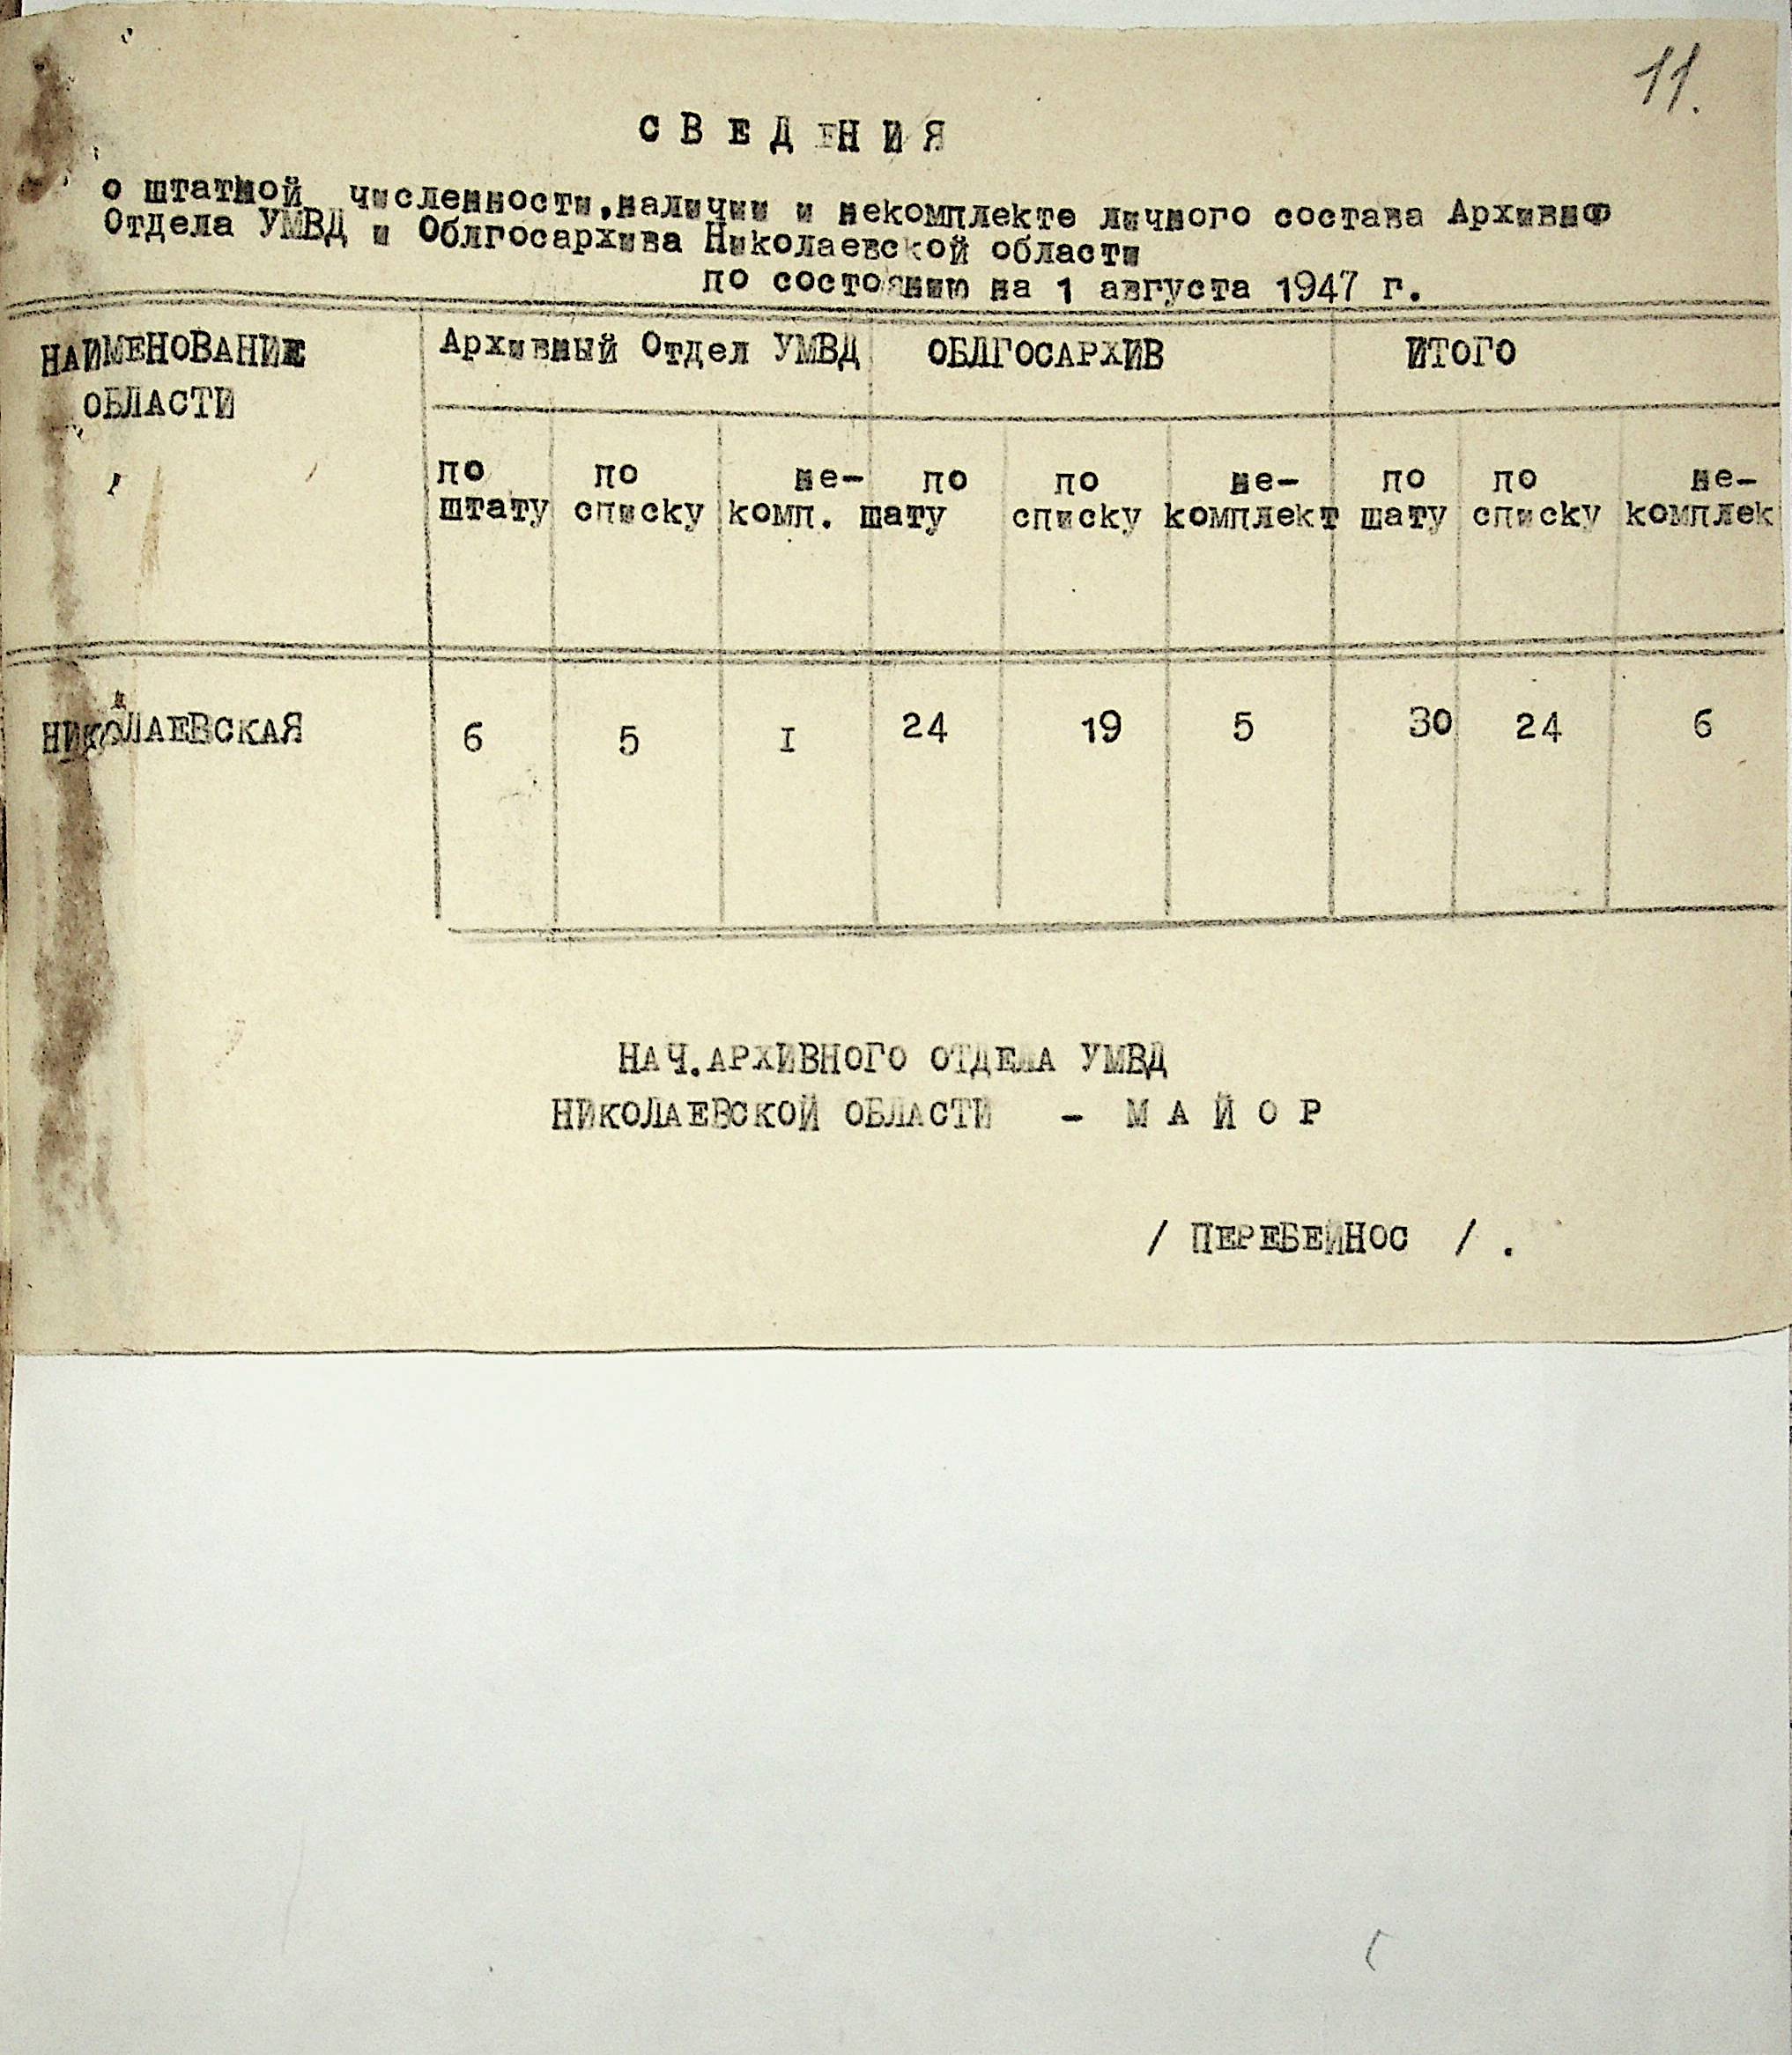 11.
С В Е Д Е Н И Я
о штатной численности,наличии и некомплекте личного состава Архивнф
Отдела УМВД и Облгосархива Николаевской области
по состоянию на 1 августа 1947 г.
НАИМЕНОВАНИЕ
ОБЛАСТИ
Архивный Отдел УМВД ОБЛГОСАРХИВ ИТОГО
по по не- по по не- по по не-
штату списку комп. шату списку комплект шату списку комплек
НИКОЛАЕВСКАЯ 6 5 I 24 19 5 30 24 6
НАЧ.АРХИВНОГО ОТДЕЛА УМВД
НИКОЛАЕВСКОЙ ОБЛАСТИ - М А Й О Р
/ ПЕРЕБЕЙНОС / .